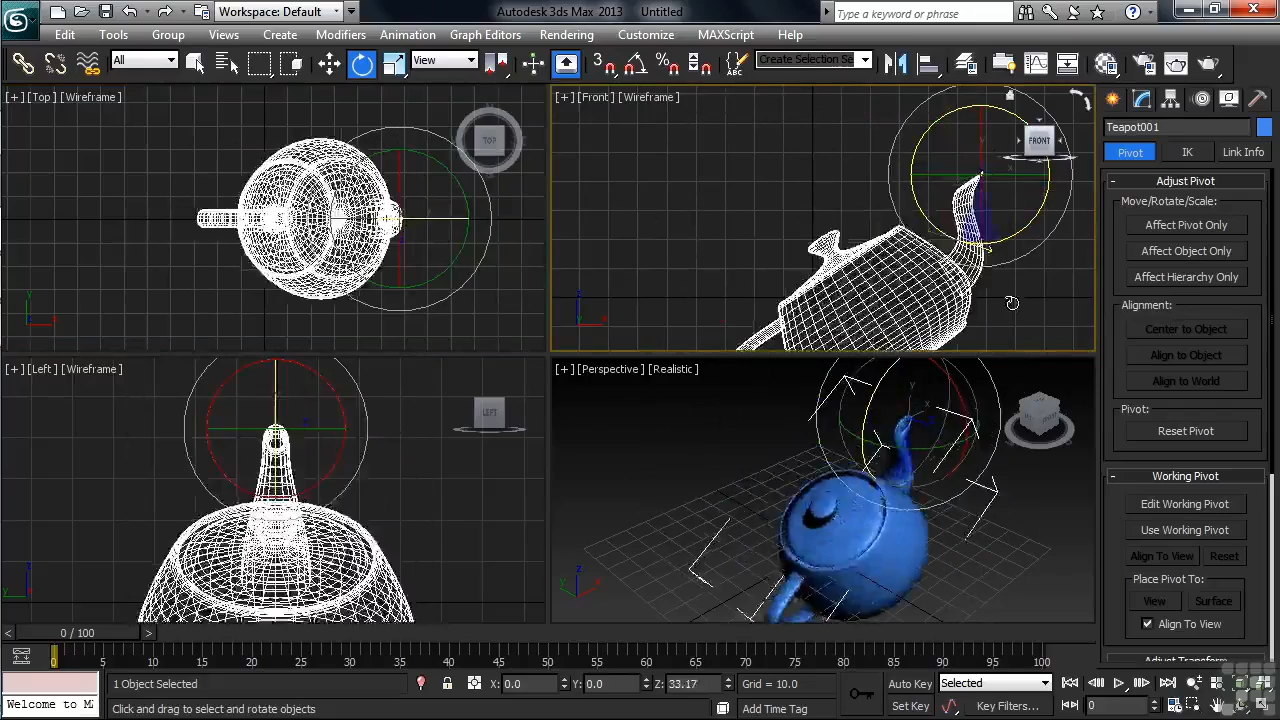 Workspace: Default
Autodesk 3ds Max 2013 Untitled
Type a keyword or phrase
Edit Tools Group Views Create Modifiers Animation Graph Editors Rendering Customize MAXScript Help
All
View
3
Create Selection Se
[+][Top][Wireframe]
TOP
[+][Front][Wireframe]
FRONT
[+][Left][Wireframe]
LEFT
[+][Perspective][Realistic]
Teapot001
Pivot IK Link Info
- Adjust Pivot
Move/Rotate/Scale:
Affect Pivot Only
Affect Object Only
Affect Hierarchy Only
Alignment:
Center to Object
Align to Object
Align to World
Pivot:
Reset Pivot
- Working Pivot
Edit Working Pivot
Use Working Pivot
Align To View Reset
Place Pivot To:
View Surface
Align To View
Adjust Transform
< 0 / 100 >
0 5 10 15 20 25 30 35 40 45 50 55 60 65 70 75 80 85 90 95 100
1 Object Selected
X: 0.0 Y: 0.0 Z: 33.17 Grid = 10.0
Auto Key Selected
Welcome to M
Click and drag to select and rotate objects
Add Time Tag
Set Key Key Filters... 0